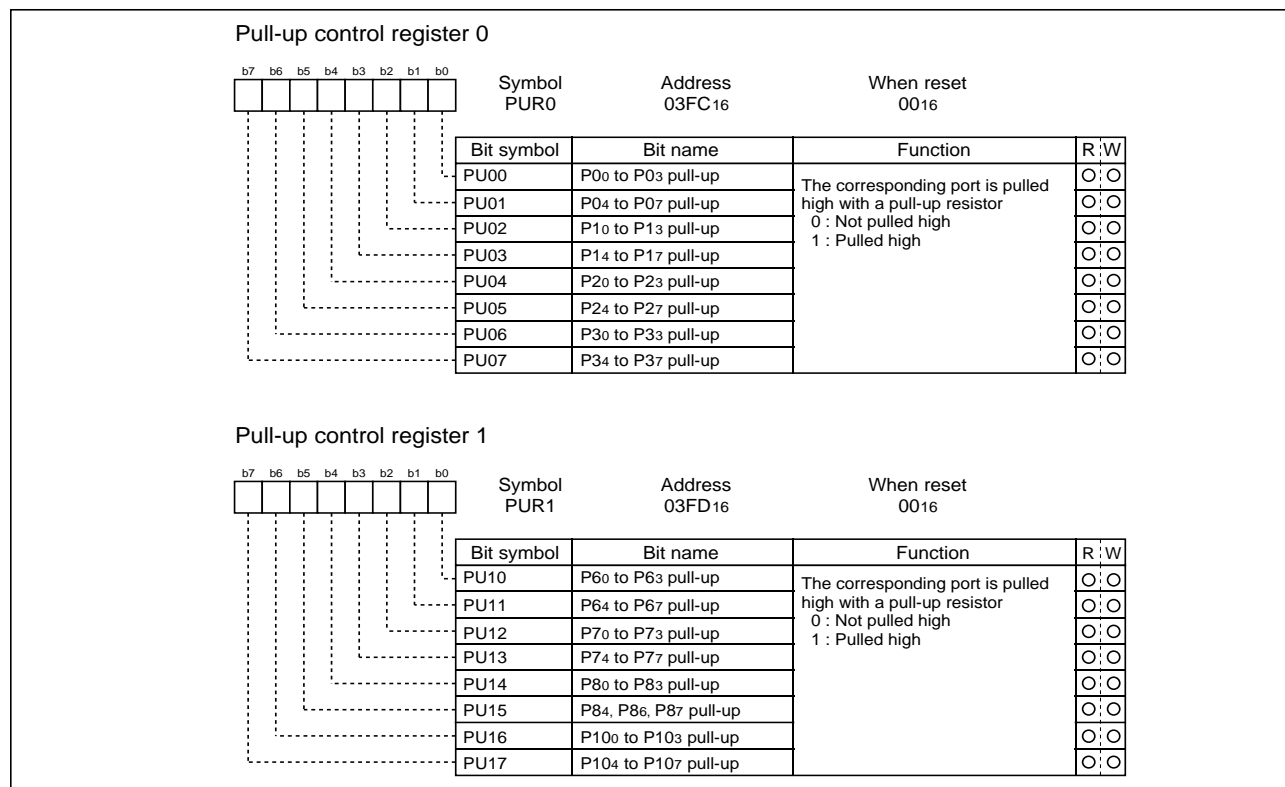 Pull-up control register 0
b7 b6 b5 b4 b3 b2 b1 b0
Symbol Address When reset
PUR0 03FC16 0016
Bit symbol Bit name Function R W
PU00 P00 to P03 pull-up The corresponding port is pulled high with a pull-up resistor 0 : Not pulled high 1 : Pulled high O O
PU01 P04 to P07 pull-up O O
PU02 P10 to P13 pull-up O O
PU03 P14 to P17 pull-up O O
PU04 P20 to P23 pull-up O O
PU05 P24 to P27 pull-up O O
PU06 P30 to P33 pull-up O O
PU07 P34 to P37 pull-up O O
Pull-up control register 1
b7 b6 b5 b4 b3 b2 b1 b0
Symbol Address When reset
PUR1 03FD16 0016
Bit symbol Bit name Function R W
PU10 P60 to P63 pull-up The corresponding port is pulled high with a pull-up resistor 0 : Not pulled high 1 : Pulled high O O
PU11 P64 to P67 pull-up O O
PU12 P70 to P73 pull-up O O
PU13 P74 to P77 pull-up O O
PU14 P80 to P83 pull-up O O
PU15 P84, P86, P87 pull-up O O
PU16 P100 to P103 pull-up O O
PU17 P104 to P107 pull-up O O